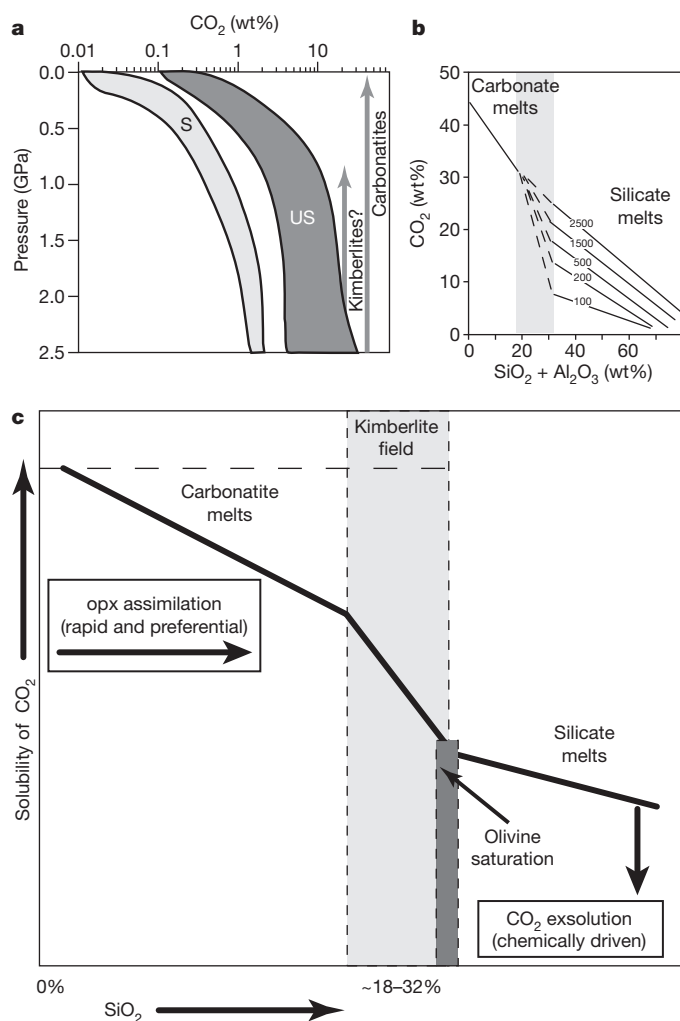 a
CO2 (wt%)
0.01 0.1 1 10
0.0
0.5
1.0
1.5
2.0
2.5
Pressure (GPa)
S
US
Kimberlites?
Carbonatites
b
50
40
30
20
10
0
CO2 (wt%)
Carbonate
melts
Silicate
melts
2500
1500
500
200
100
0 20 40 60
SiO2 + Al2O3 (wt%)
c
Kimberlite
field
Carbonatite
melts
opx assimilation
(rapid and preferential)
Solubility of CO2
Silicate
melts
Olivine
saturation
CO2 exsolution
(chemically driven)
0% ~18–32%
SiO2